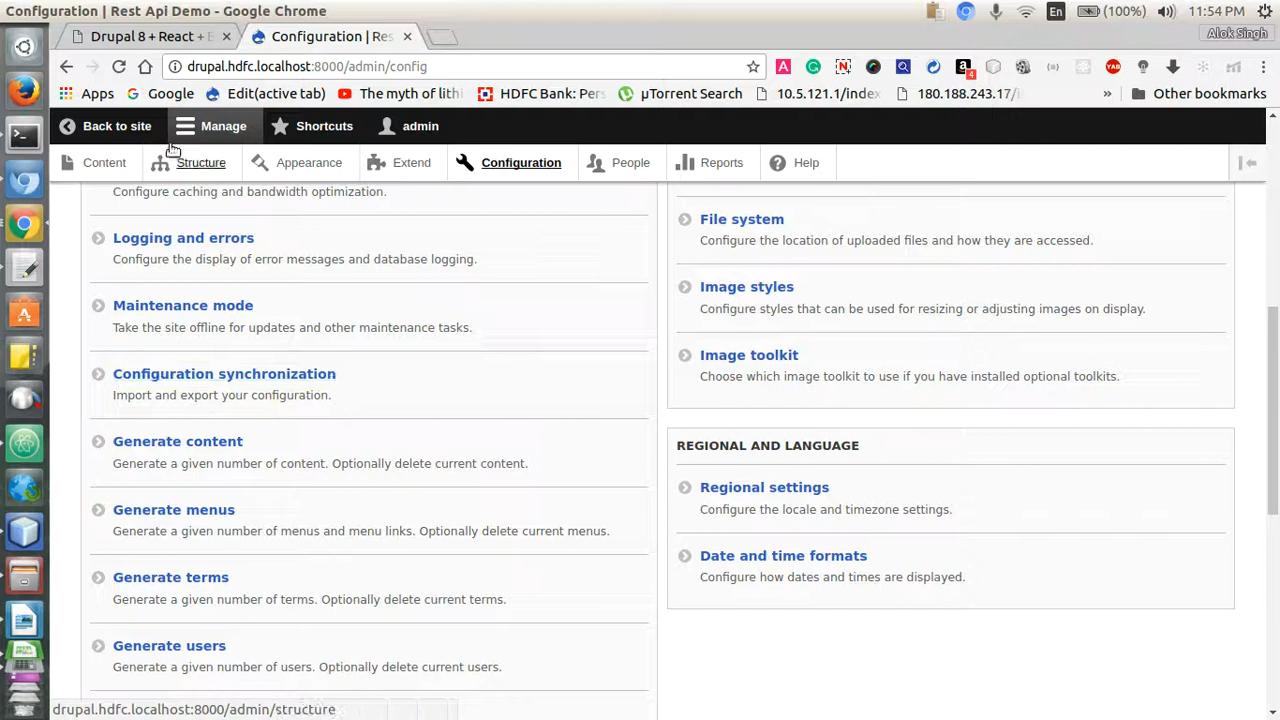 Configuration | Rest Api Demo - Google Chrome
En (100%) 11:54 PM
Drupal 8 + React + Configuration | Res Alok Singh
drupal.hdfc.localhost:8000/admin/config
Apps Google Edit(active tab) The myth of lithi HDFC Bank: Pers µTorrent Search 10.5.121.1/index 180.188.243.17/i » Other bookmarks
Back to site Manage Shortcuts admin
Content Structure Appearance Extend Configuration People Reports Help
Configure caching and bandwidth optimization.
Logging and errors
Configure the display of error messages and database logging.
Maintenance mode
Take the site offline for updates and other maintenance tasks.
Configuration synchronization
Import and export your configuration.
Generate content
Generate a given number of content. Optionally delete current content.
Generate menus
Generate a given number of menus and menu links. Optionally delete current menus.
Generate terms
Generate a given number of terms. Optionally delete current terms.
Generate users
Generate a given number of users. Optionally delete current users.
File system
Configure the location of uploaded files and how they are accessed.
Image styles
Configure styles that can be used for resizing or adjusting images on display.
Image toolkit
Choose which image toolkit to use if you have installed optional toolkits.
REGIONAL AND LANGUAGE
Regional settings
Configure the locale and timezone settings.
Date and time formats
Configure how dates and times are displayed.
drupal.hdfc.localhost:8000/admin/structure